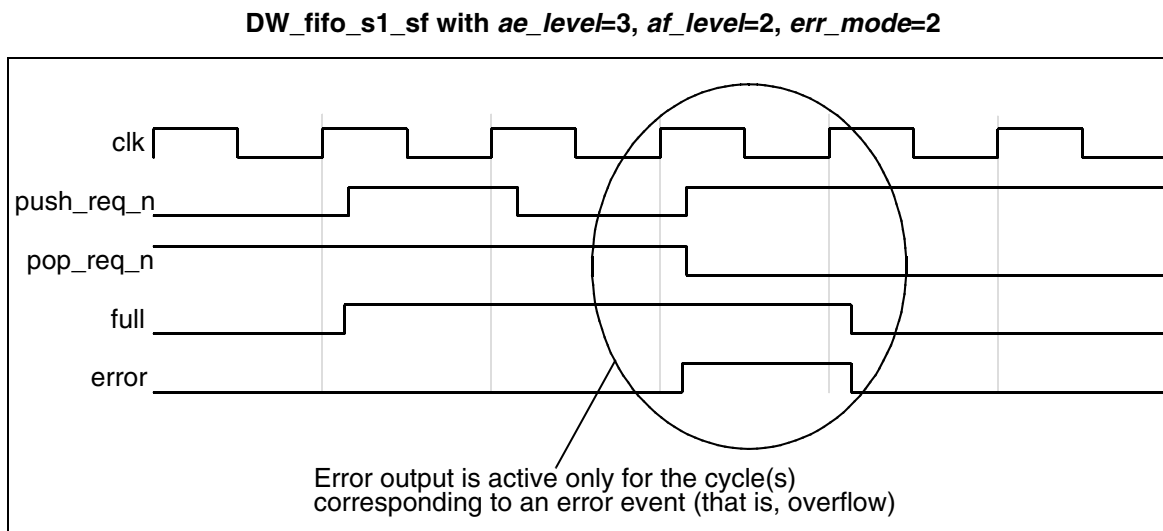 DW_fifo_s1_sf with ae_level=3, af_level=2, err_mode=2
clk
push_req_n
pop_req_n
full
error
Error output is active only for the cycle(s)
corresponding to an error event (that is, overflow)